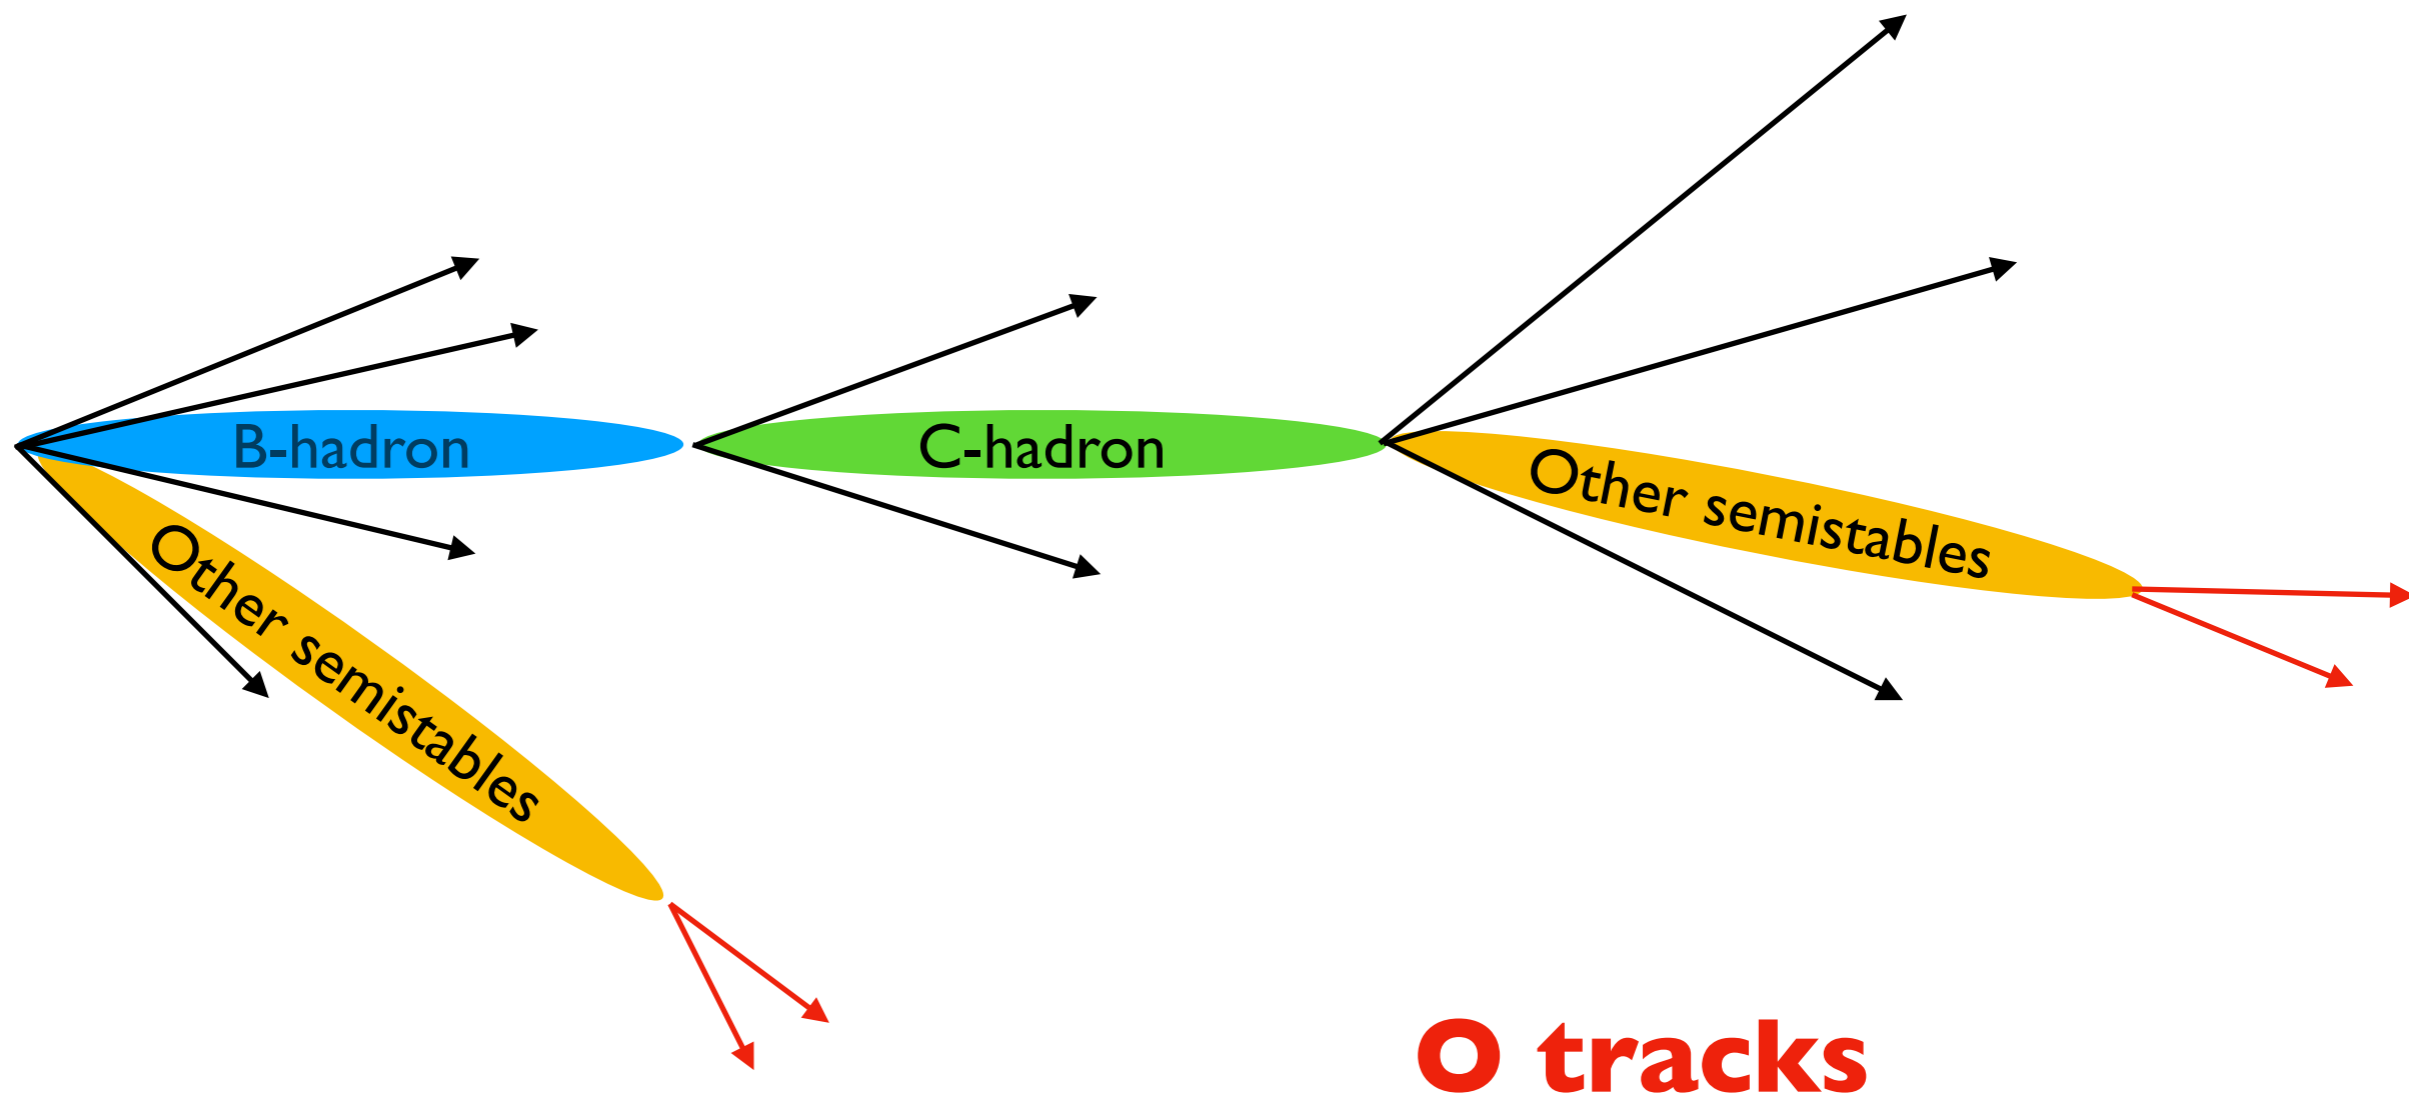 B-hadron
C-hadron
Other semistables
Other semistables
O tracks